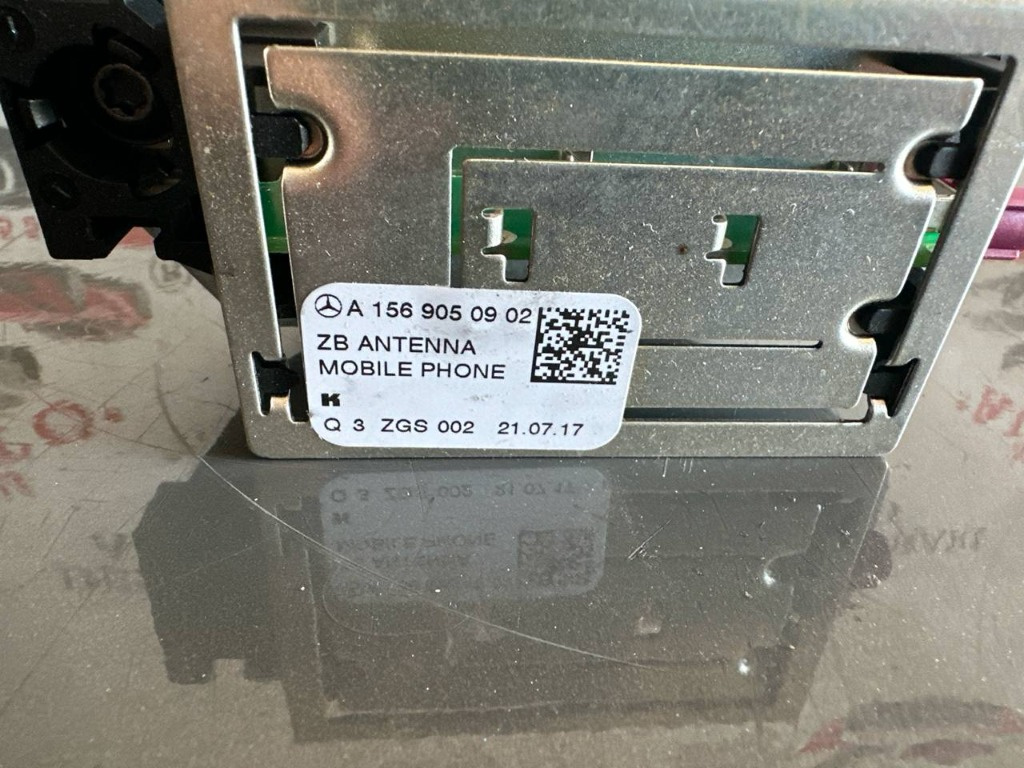 A 156 905 09 02
ZB ANTENNA
MOBILE PHONE
K
Q 3 ZGS 002 21.07.17